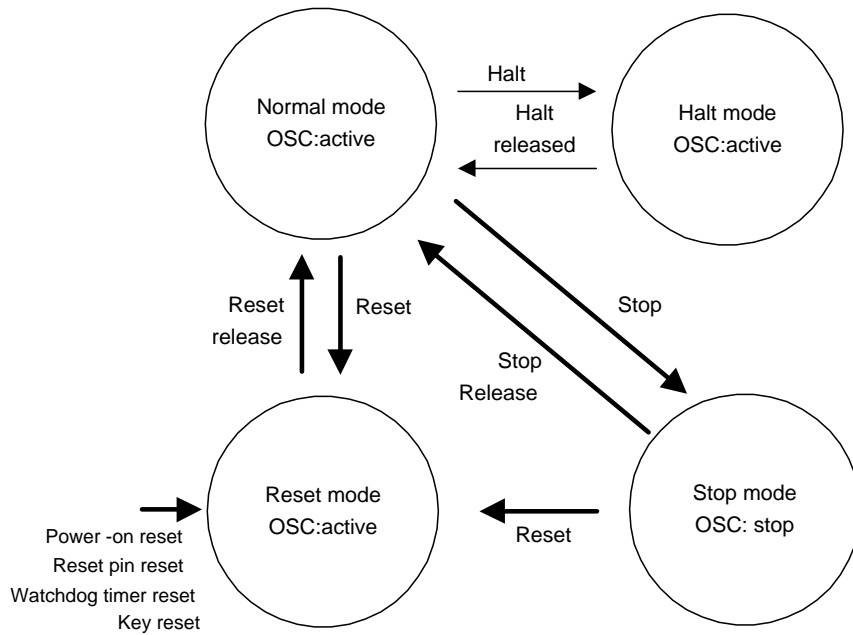 Normal mode
OSC:active
Halt
Halt
released
Halt mode
OSC:active
Reset
release
Reset
Stop
Stop
Release
Reset mode
OSC:active
Reset
Stop mode
OSC: stop
Power -on reset
Reset pin reset
Watchdog timer reset
Key reset